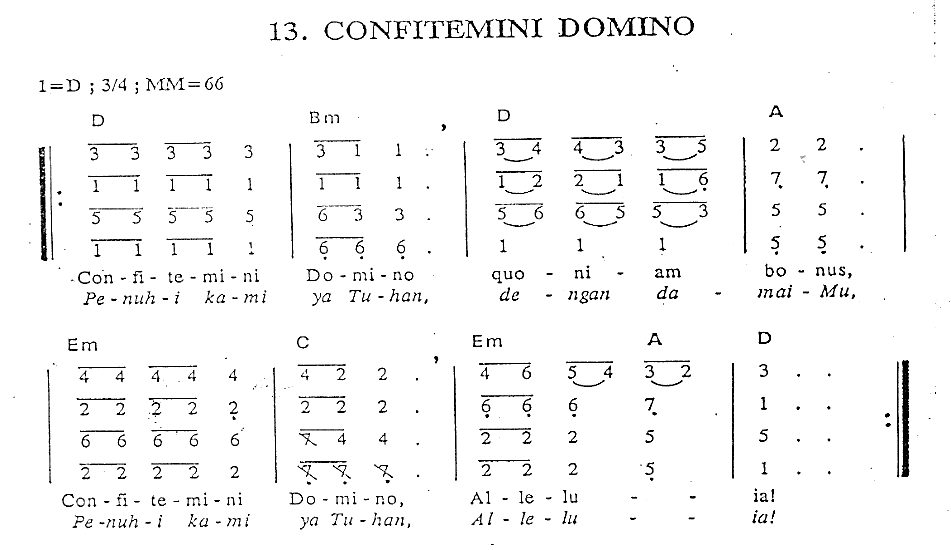 13. CONFITEMINI DOMINO
1=D ; 3/4 ; MM=66
D Bm , D A
3 3 3 3 3 | 3 1 1 . | 3 4 4 3 3 5 | 2 2 . |
1 1 1 1 1 | 1 1 1 . | 1 2 2 1 1 6̣ | 7̣ 7̣ . |
5 5 5 5 5 | 6 3 3 . | 5 6 6 5 5 3 | 5 5 . |
1 1 1 1 1 | 6̣ 6̣ 6̣ . | 1 1 1 | 5̣ 5̣ . |
Con - fi - te - mi - ni Do - mi - no quo - ni - am bo - nus,
Pe - nuh - i ka - mi ya Tu - han, de - ngan da - mai - Mu,
Em C , Em A D
4 4 4 4 4 | 4 2 2 . | 4 6 5 4 3 2 | 3 . .
2 2 2 2 2̣ | 2 2 2 . | 6̣ 6̣ 6̣ 7̣ | 1 . .
6 6 6 6 6 | 7̸ 4 4 . | 2 2 2 5 | 5 . .
2 2 2 2 2 | 7̸̣ 7̸̣ 7̸̣ . | 2 2 2 5̣ | 1 . .
Con - fi - te - mi - ni Do - mi - no, Al - le - lu - - ia!
Pe - nuh - i ka - mi ya Tu - han, Al - le - lu - - ia!